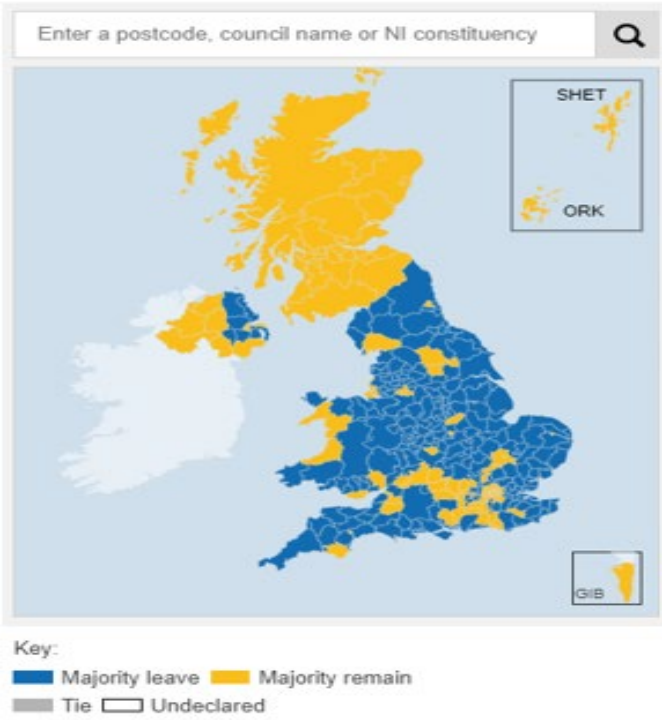 Enter a postcode, council name or NI constituency
SHET
ORK
GIB
Key:
Majority leave Majority remain
Tie Undeclared